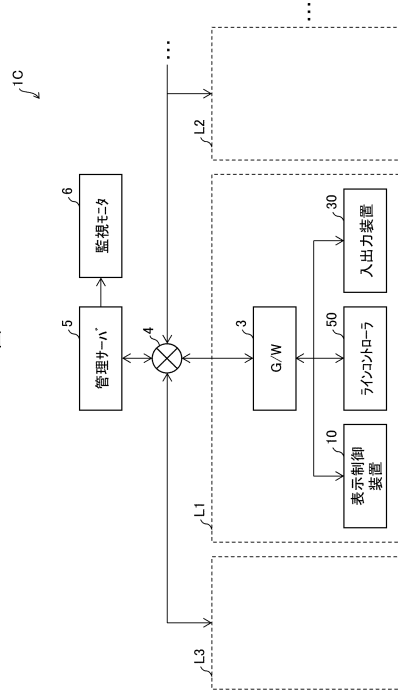 1C
6
監視モニタ
5
管理サーバ
4
L3
L1
L2
3
G/W
10
表示制御
装置
50
ラインコントローラ
30
入出力装置
…
…